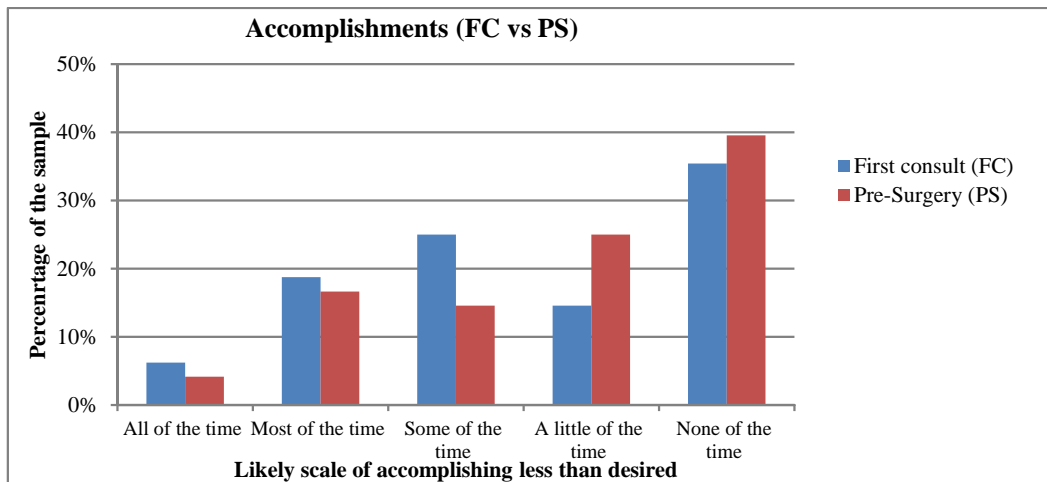 Accomplishments (FC vs PS)
50%
40%
30%
20%
10%
0%
Percenrtage of the sample
All of the time
Most of the time
Some of the
time
A little of the
time
None of the
time
Likely scale of accomplishing less than desired
First consult (FC)
Pre-Surgery (PS)